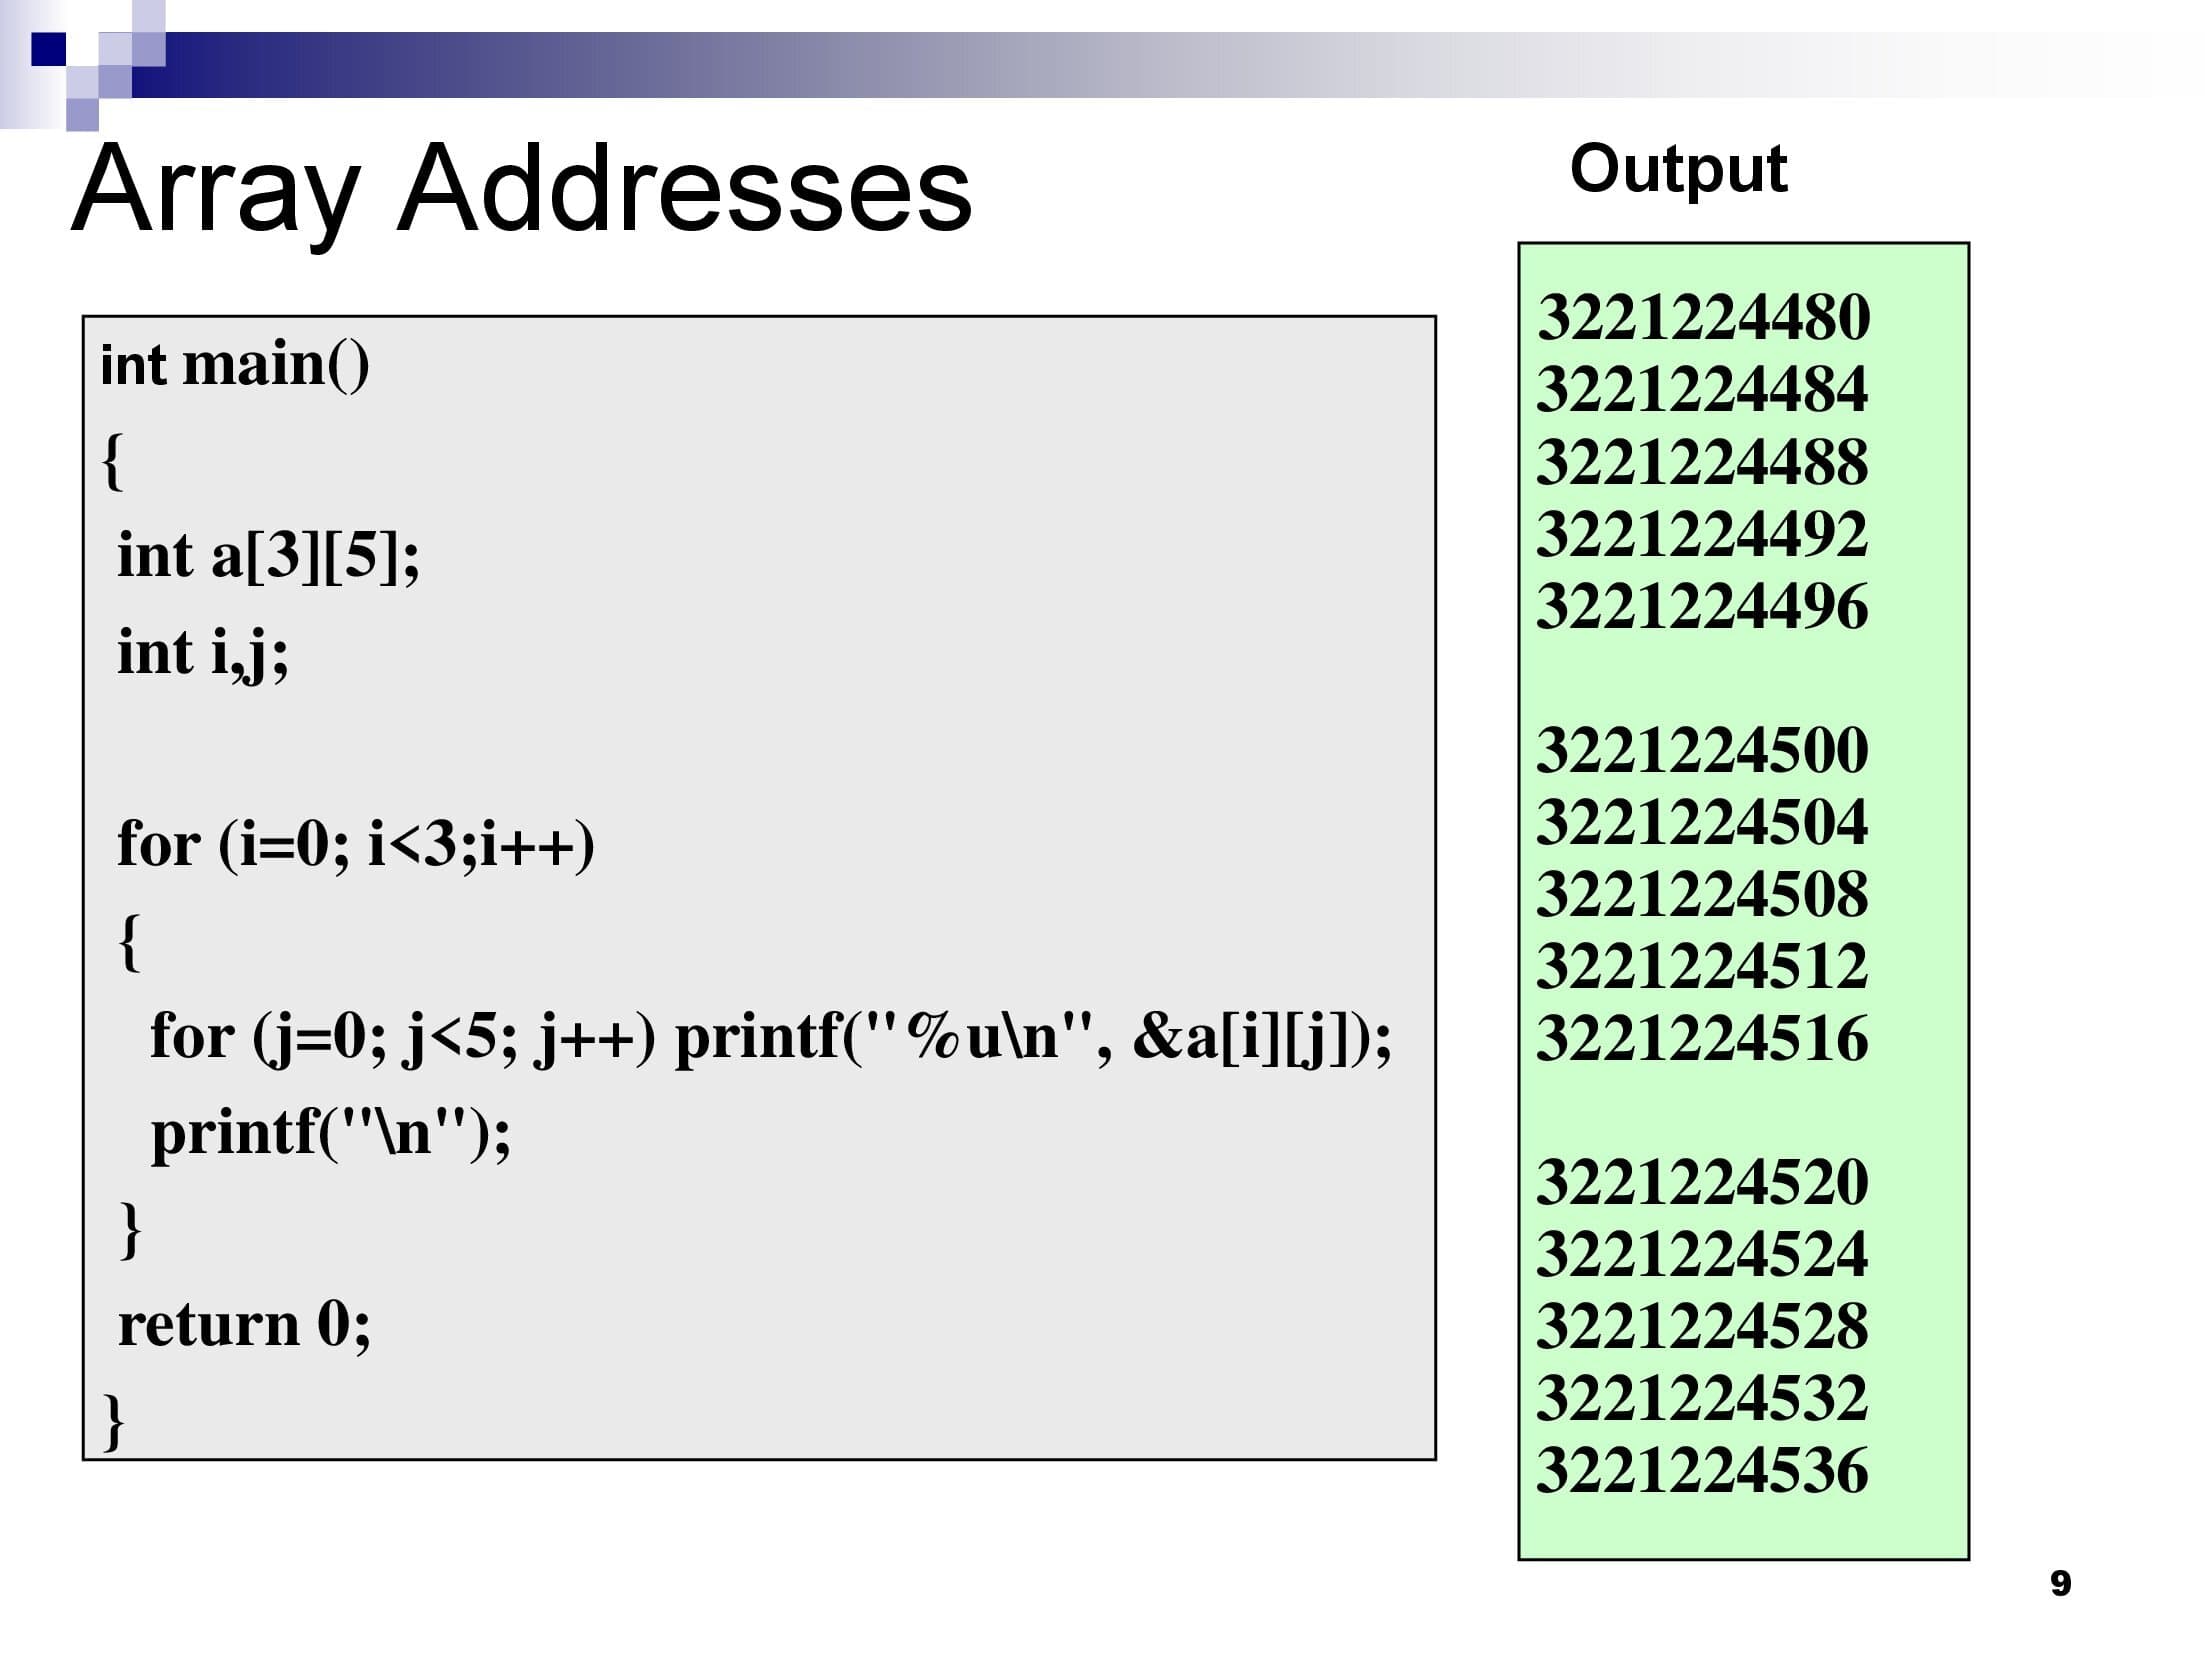 Array Addresses
int main()
{
int a[3][5];
int i,j;
for (i=0; i<3;i++)
{
for (j=0; j<5; j++) printf("%u\n", &a[i][j]);
printf("\n");
}
return 0;
}
Output
3221224480
3221224484
3221224488
3221224492
3221224496
3221224500
3221224504
3221224508
3221224512
3221224516
3221224520
3221224524
3221224528
3221224532
3221224536
9